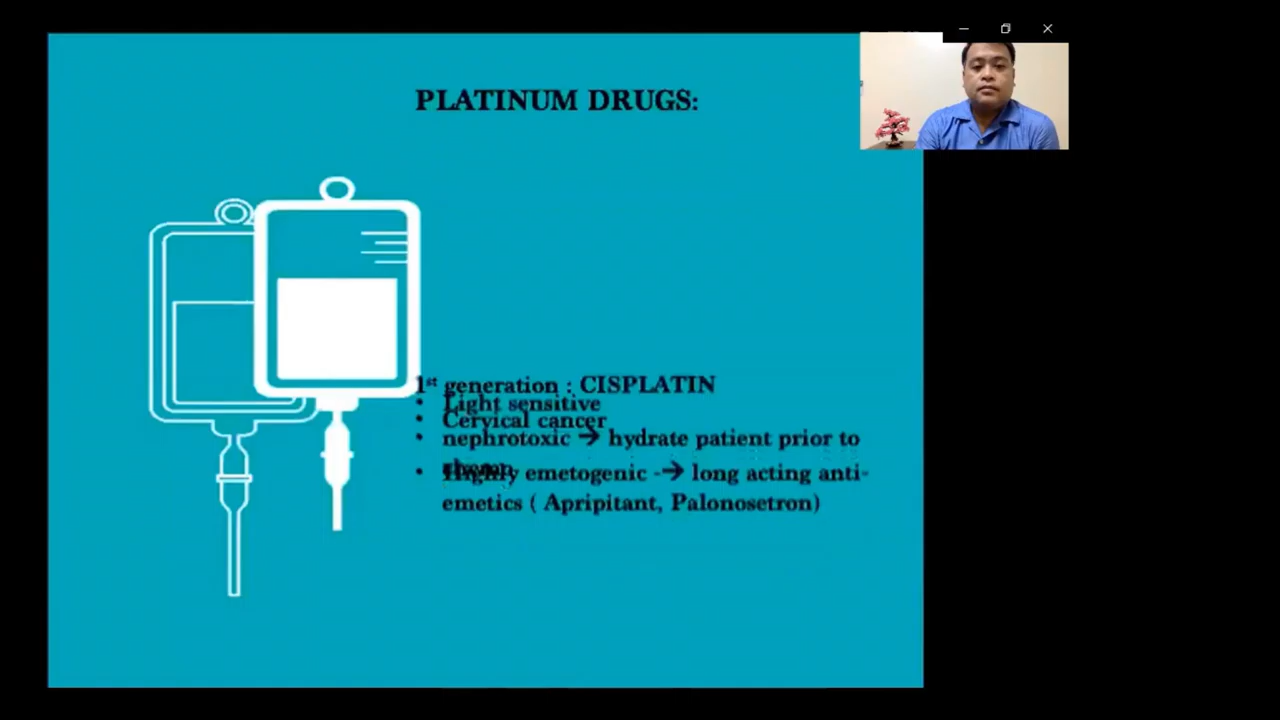 PLATINUM DRUGS:
1st generation : CISPLATIN
• Light sensitive
• Cervical cancer
• nephrotoxic → hydrate patient prior to
• Highly emetogenic -→ long acting anti-
emetics ( Apripitant, Palonosetron)